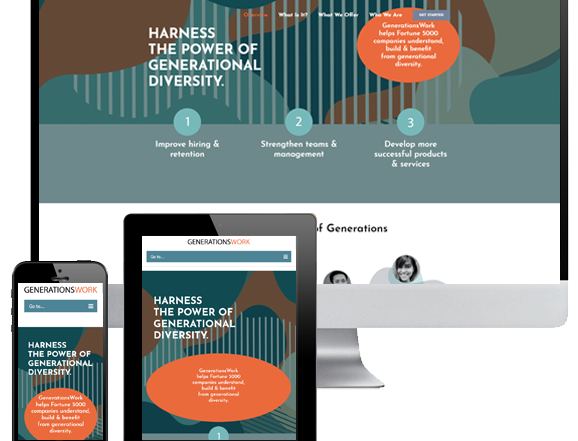 Overview What Is It? What We Offer Who We Are GET STARTED
HARNESS
THE POWER OF
GENERATIONAL
DIVERSITY.
GenerationsWork
helps Fortune 5000
companies understand,
build & benefit
from generational
diversity.
1
2
3
Improve hiring &
retention
Strengthen teams &
management
Develop more
successful products
& services
of Generations
GENERATIONSWORK
Go to...
HARNESS
THE POWER OF
GENERATIONAL
DIVERSITY.
GenerationsWork
helps Fortune 5000
companies understand,
build & benefit
from generational
diversity.
1
GENERATIONSWORK
Go to...
HARNESS
THE POWER OF
GENERATIONAL
DIVERSITY.
GenerationsWork
helps Fortune 5000
companies understand,
build & benefit
from generational